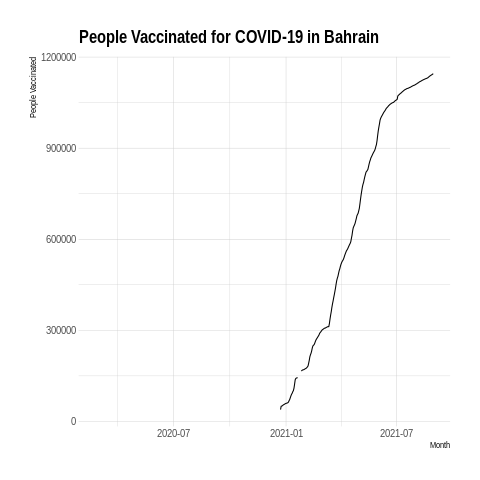 People Vaccinated for COVID-19 in Bahrain
People Vaccinated
1200000
900000
600000
300000
0
2020-07
2021-01
2021-07
Month